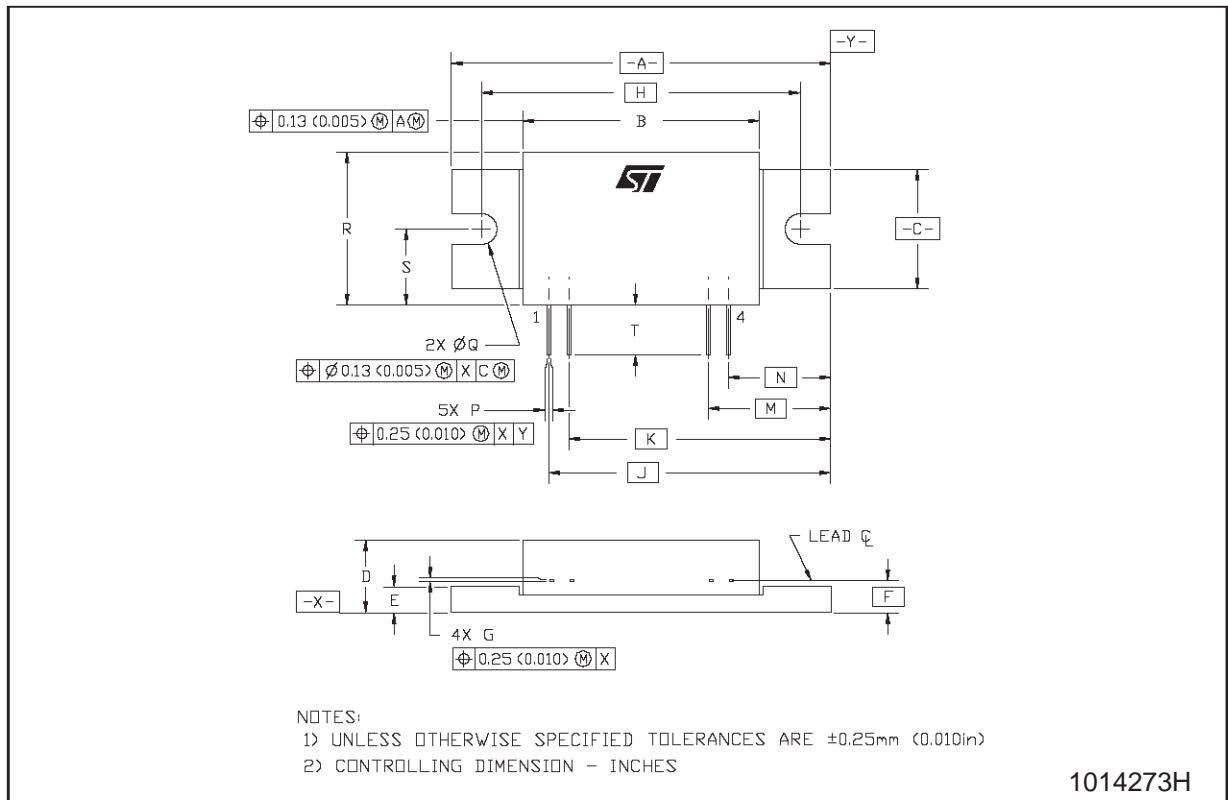 -Y-
-A-
H
⌖ 0.13 (0.005) Ⓜ A Ⓜ
B
ST
R
-C-
S
1
T
4
2X ØQ
⌖ Ø 0.13 (0.005) Ⓜ X C Ⓜ
N
5X P
M
⌖ 0.25 (0.010) Ⓜ X Y
K
J
LEAD ℄
D
-X-
E
F
4X G
⌖ 0.25 (0.010) Ⓜ X
NOTES:
1) UNLESS OTHERWISE SPECIFIED TOLERANCES ARE ±0.25mm (0.010in)
2) CONTROLLING DIMENSION - INCHES
1014273H